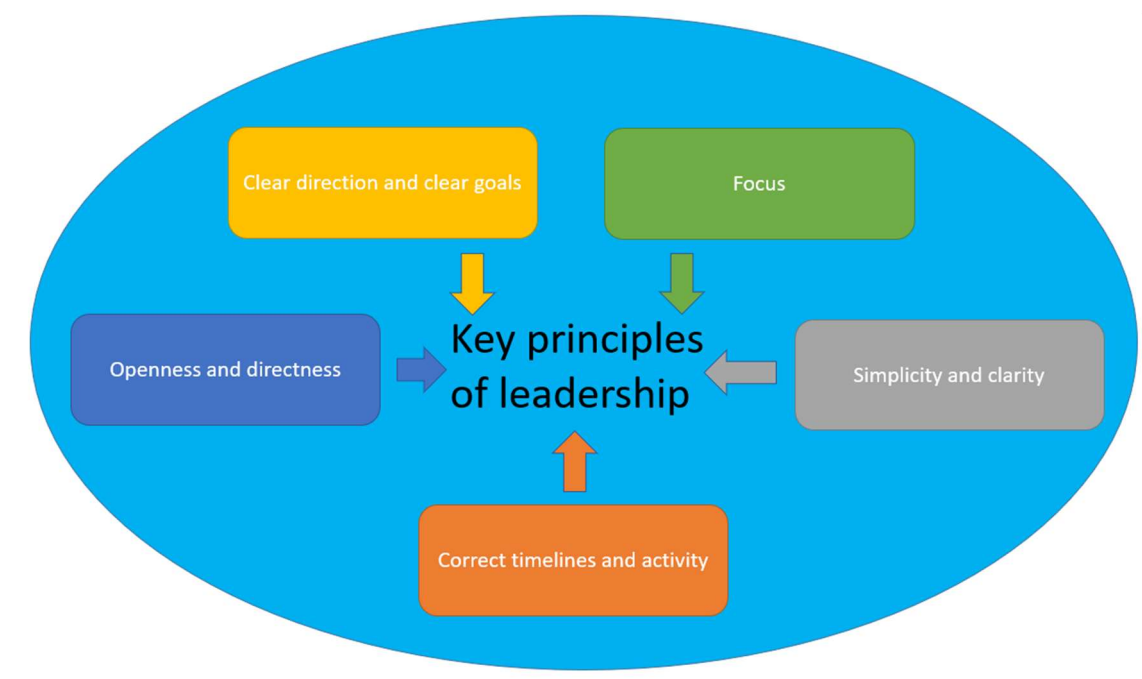 Clear direction and clear goals
Focus
Openness and directness
Key principles
of leadership
Simplicity and clarity
Correct timelines and activity